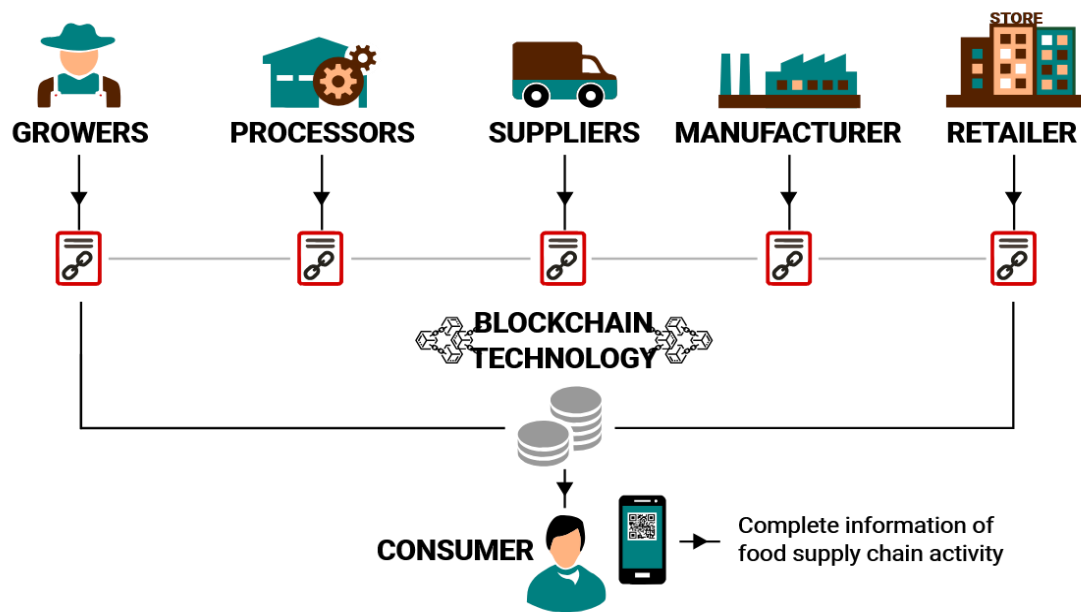 STORE
GROWERS
PROCESSORS
SUPPLIERS
MANUFACTURER
RETAILER
BLOCKCHAIN
TECHNOLOGY
CONSUMER
Complete information of
food supply chain activity